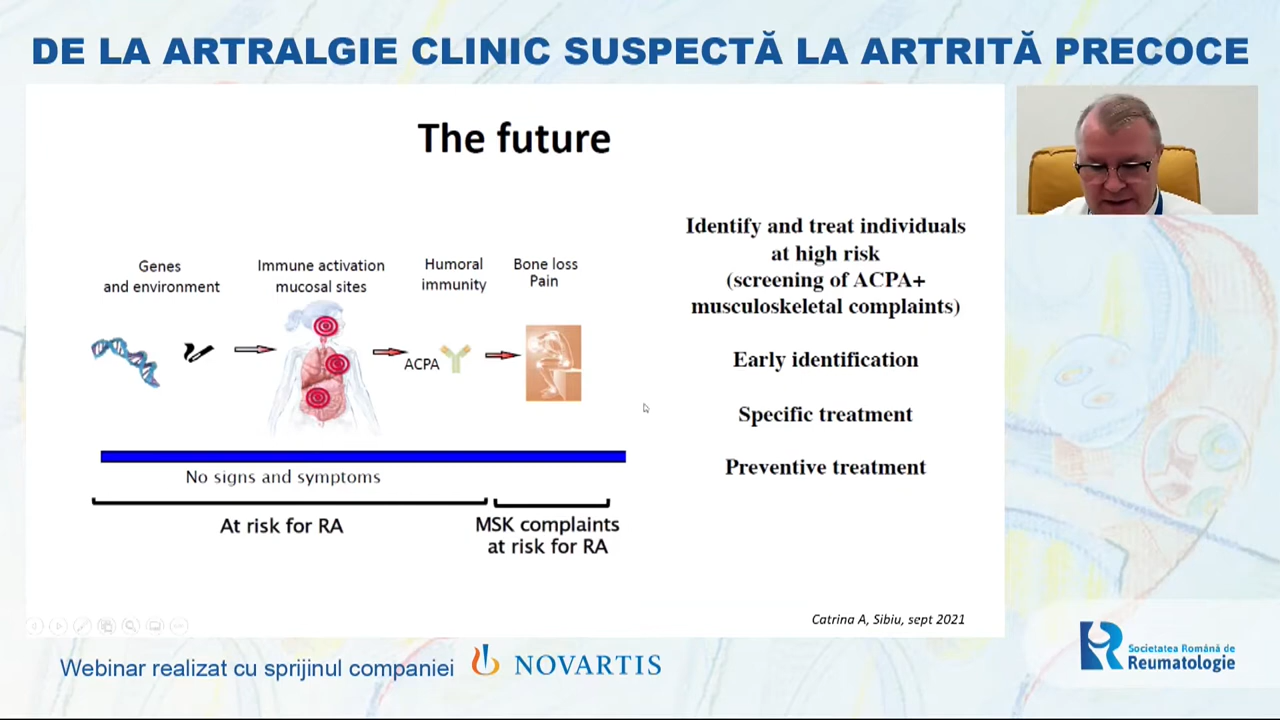 DE LA ARTRALGIE CLINIC SUSPECTĂ LA ARTRITĂ PRECOCE
The future
Genes
and environment
Immune activation
mucosal sites
Humoral
immunity
Bone loss
Pain
ACPA
No signs and symptoms
At risk for RA
MSK complaints
at risk for RA
Identify and treat individuals
at high risk
(screening of ACPA+
musculoskeletal complaints)
Early identification
Specific treatment
Preventive treatment
Catrina A, Sibiu, sept 2021
Webinar realizat cu sprijinul companiei
NOVARTIS
Societatea Română de
Reumatologie